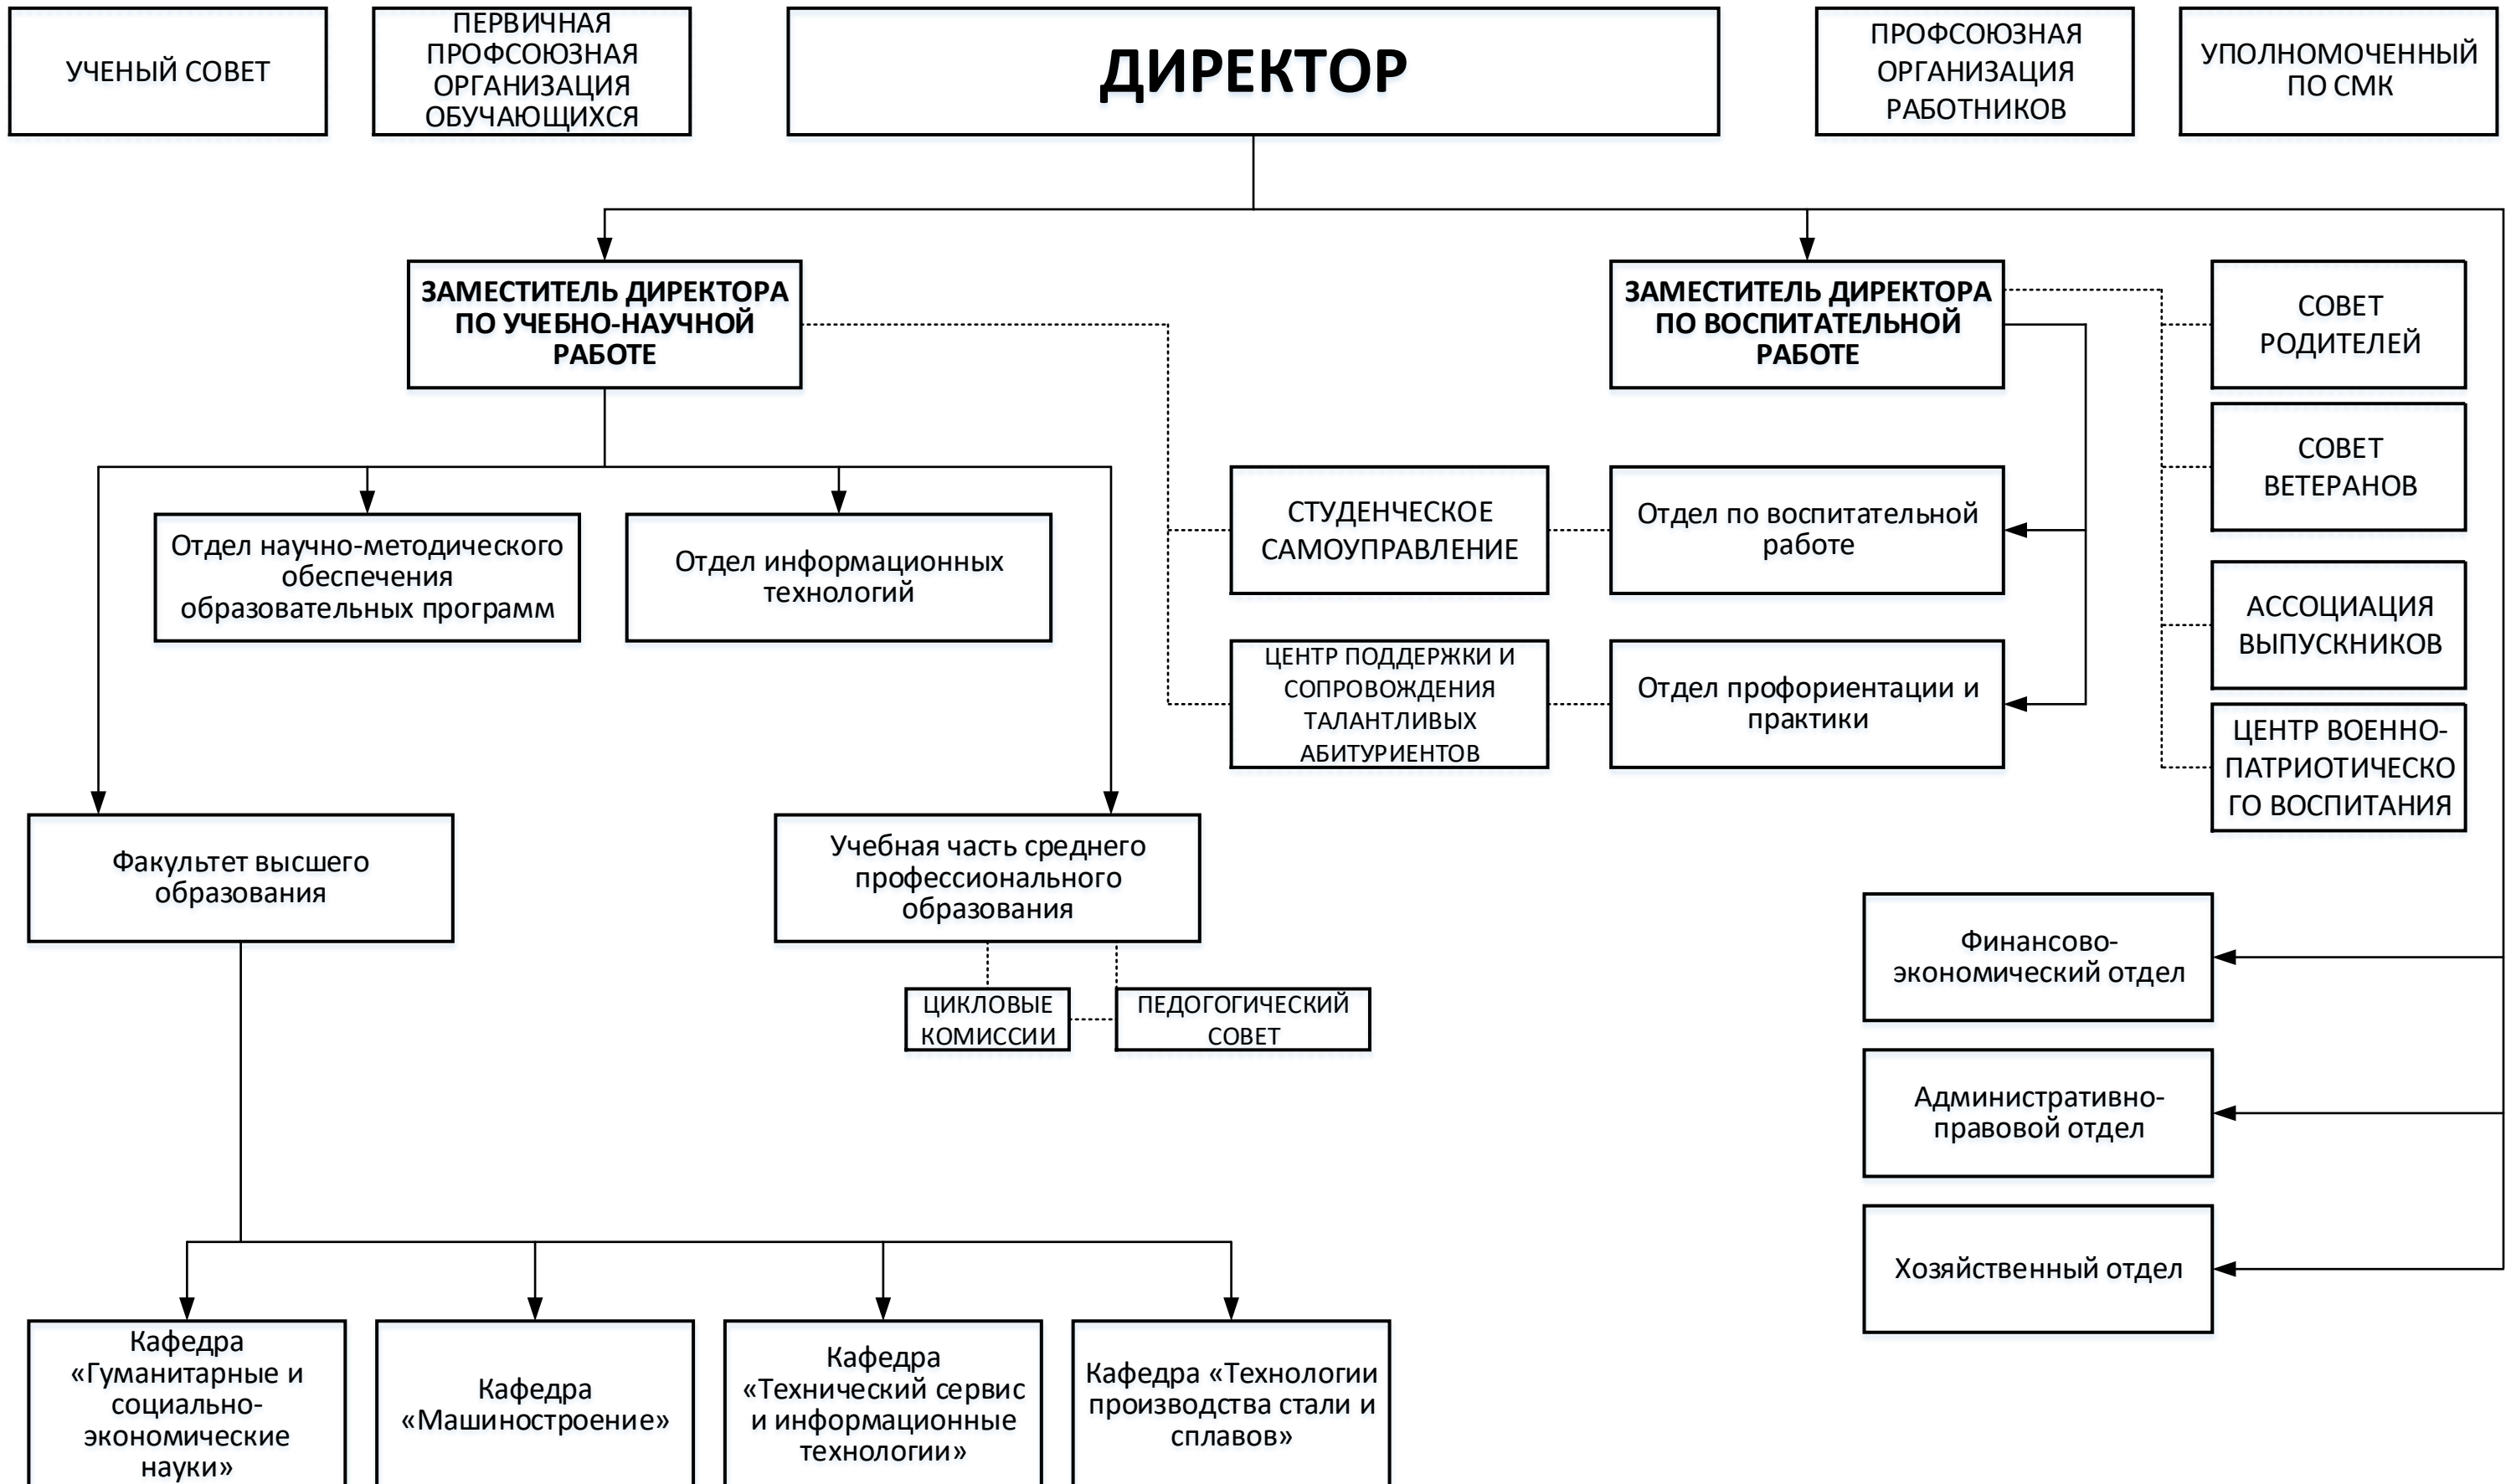 УЧЕНЫЙ СОВЕТ
ПЕРВИЧНАЯ
ПРОФСОЮЗНАЯ
ОРГАНИЗАЦИЯ
ОБУЧАЮЩИХСЯ
ДИРЕКТОР
ПРОФСОЮЗНАЯ
ОРГАНИЗАЦИЯ
РАБОТНИКОВ
УПОЛНОМОЧЕННЫЙ
ПО СМК
ЗАМЕСТИТЕЛЬ ДИРЕКТОРА
ПО УЧЕБНО-НАУЧНОЙ
РАБОТЕ
ЗАМЕСТИТЕЛЬ ДИРЕКТОРА
ПО ВОСПИТАТЕЛЬНОЙ
РАБОТЕ
СОВЕТ
РОДИТЕЛЕЙ
СОВЕТ
ВЕТЕРАНОВ
Отдел научно-методического
обеспечения
образовательных программ
Отдел информационных
технологий
СТУДЕНЧЕСКОЕ
САМОУПРАВЛЕНИЕ
Отдел по воспитательной
работе
АССОЦИАЦИЯ
ВЫПУСКНИКОВ
ЦЕНТР ПОДДЕРЖКИ И
СОПРОВОЖДЕНИЯ
ТАЛАНТЛИВЫХ
АБИТУРИЕНТОВ
Отдел профориентации и
практики
ЦЕНТР ВОЕННО-
ПАТРИОТИЧЕСКО
ГО ВОСПИТАНИЯ
Факультет высшего
образования
Учебная часть среднего
профессионального
образования
Финансово-
экономический отдел
ЦИКЛОВЫЕ
КОМИССИИ
ПЕДОГОГИЧЕСКИЙ
СОВЕТ
Административно-
правовой отдел
Хозяйственный отдел
Кафедра
«Гуманитарные и
социально-
экономические
науки»
Кафедра
«Машиностроение»
Кафедра
«Технический сервис
и информационные
технологии»
Кафедра «Технологии
производства стали и
сплавов»